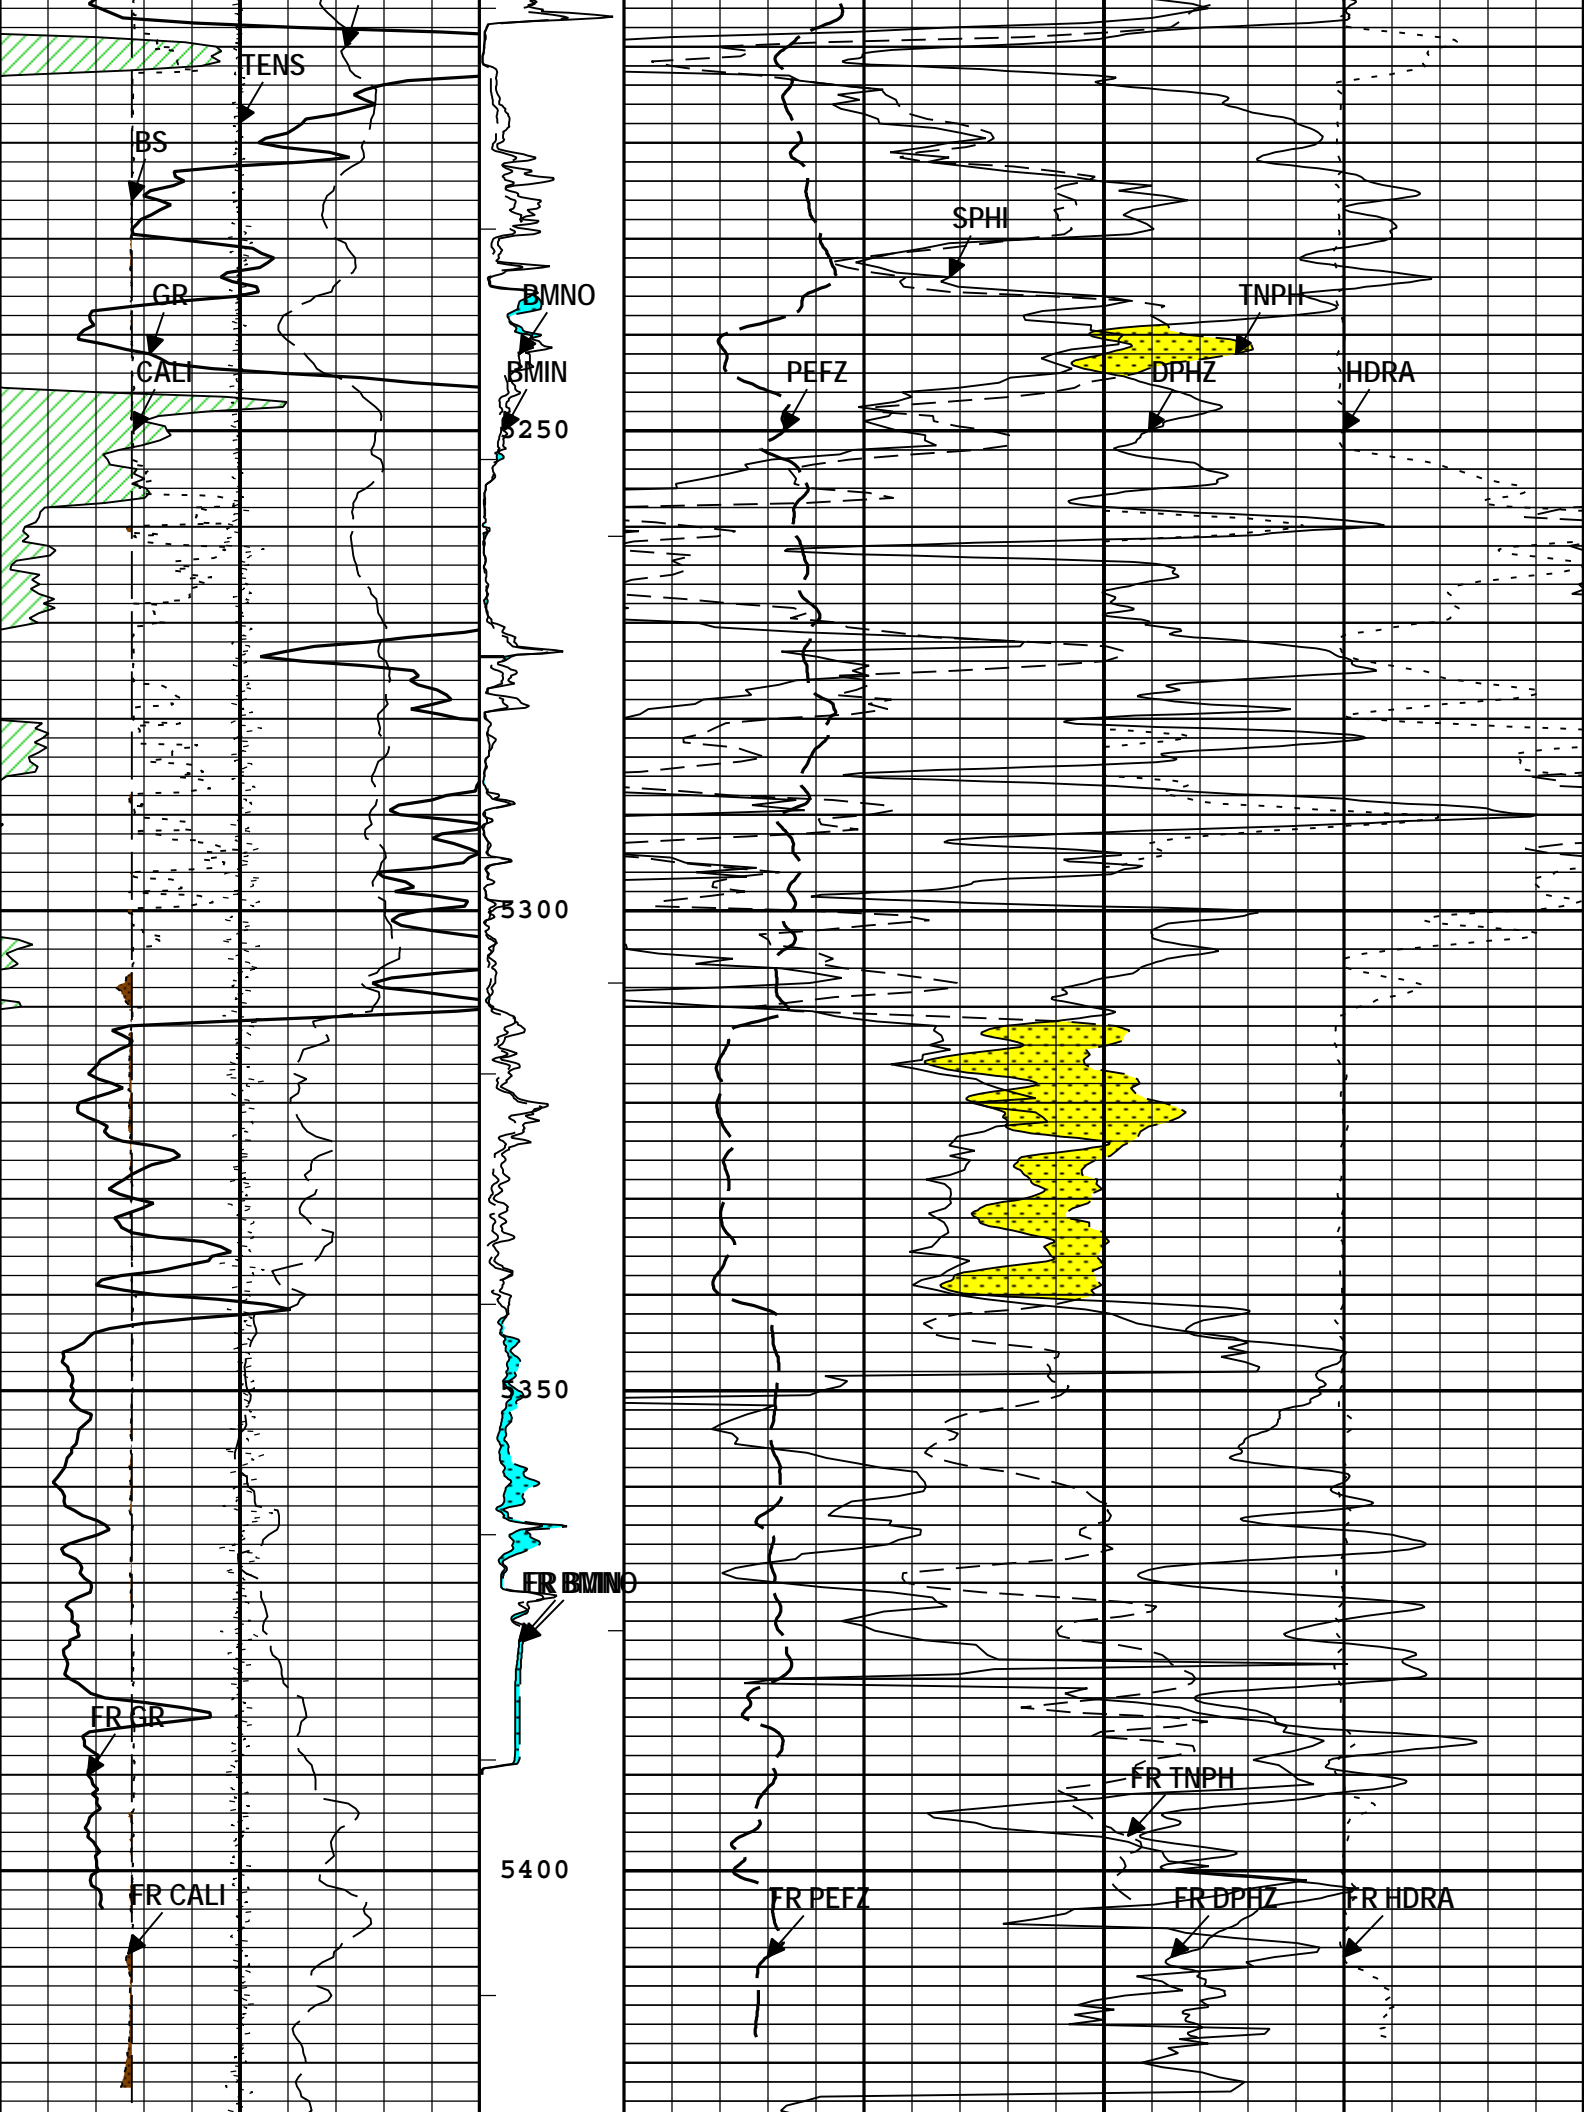 TENS
BS
SPHI
GR
BMNO
TNPH
CALI
BMIN
PEFZ
DPHZ
HDRA
5250
5300
5350
FR BMNO
FR GR
FR TNPH
5400
FR CALI
FR PEFZ
FR DPHZ
FR HDRA